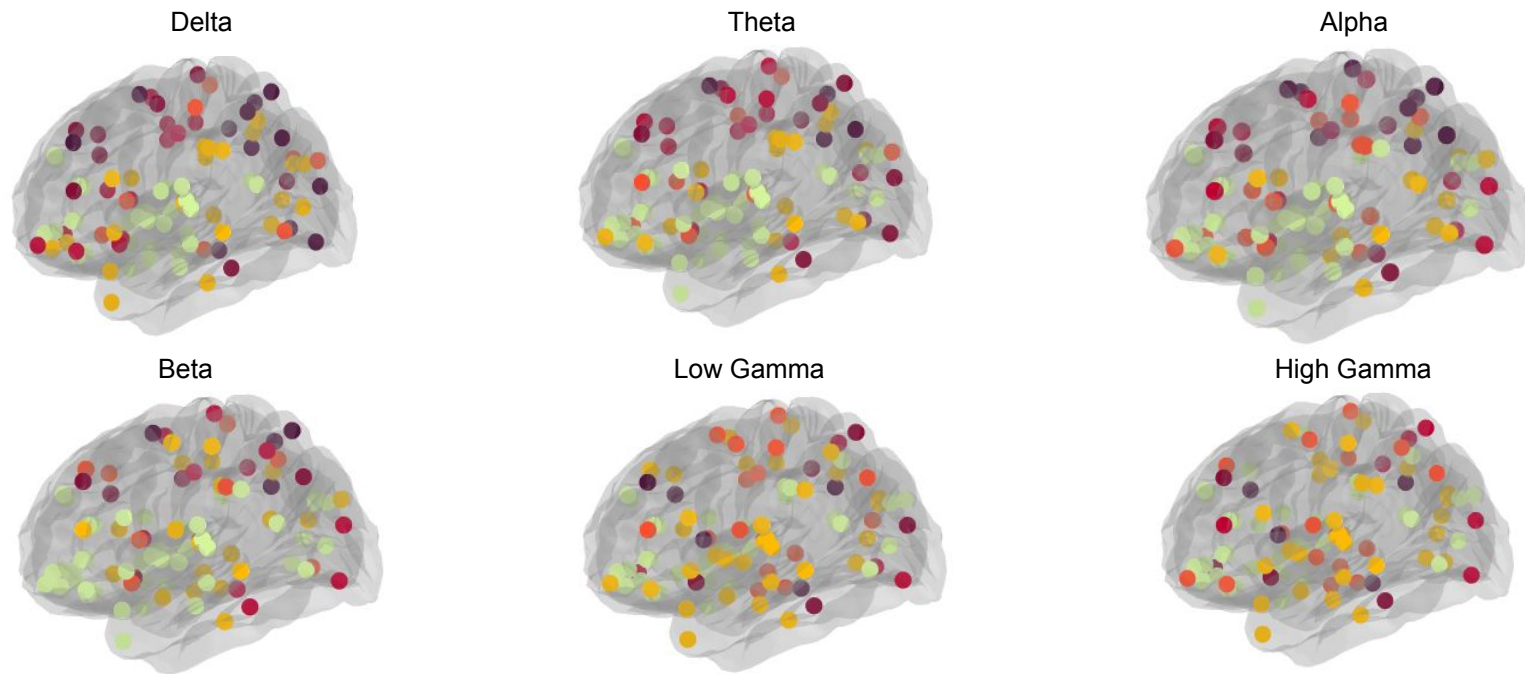 Delta
Theta
Alpha
Beta
Low Gamma
High Gamma